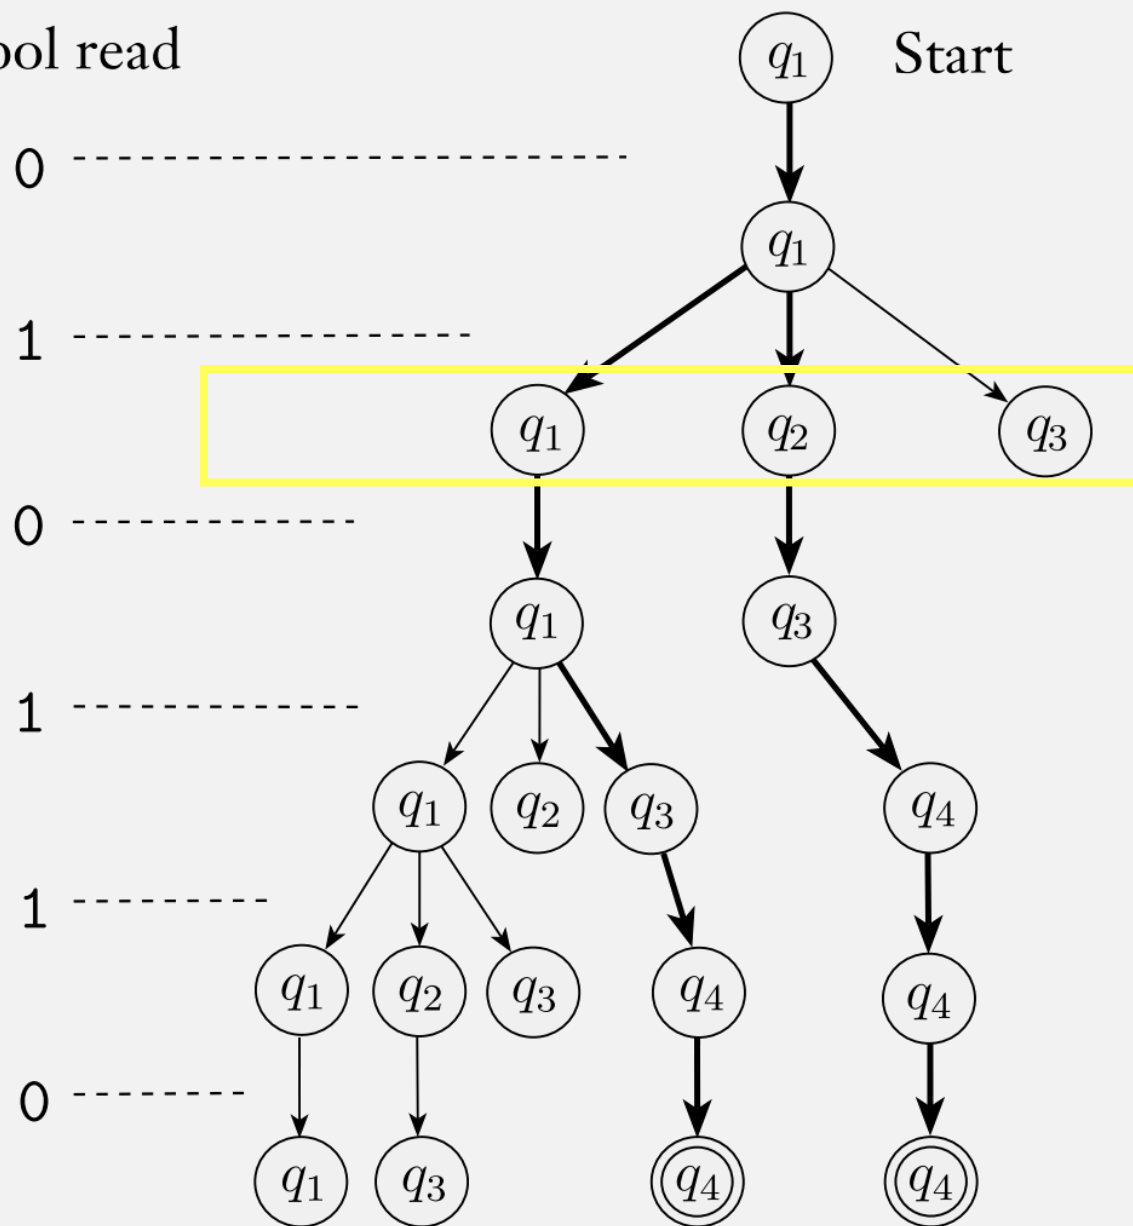 read
q₁ Start
0
q₁
1
q₁ q₂ q₃
0
q₁ q₃
1
q₁ q₂ q₃ q₄
1
q₁ q₂ q₃ q₄ q₄
0
q₁ q₃ q₄ q₄